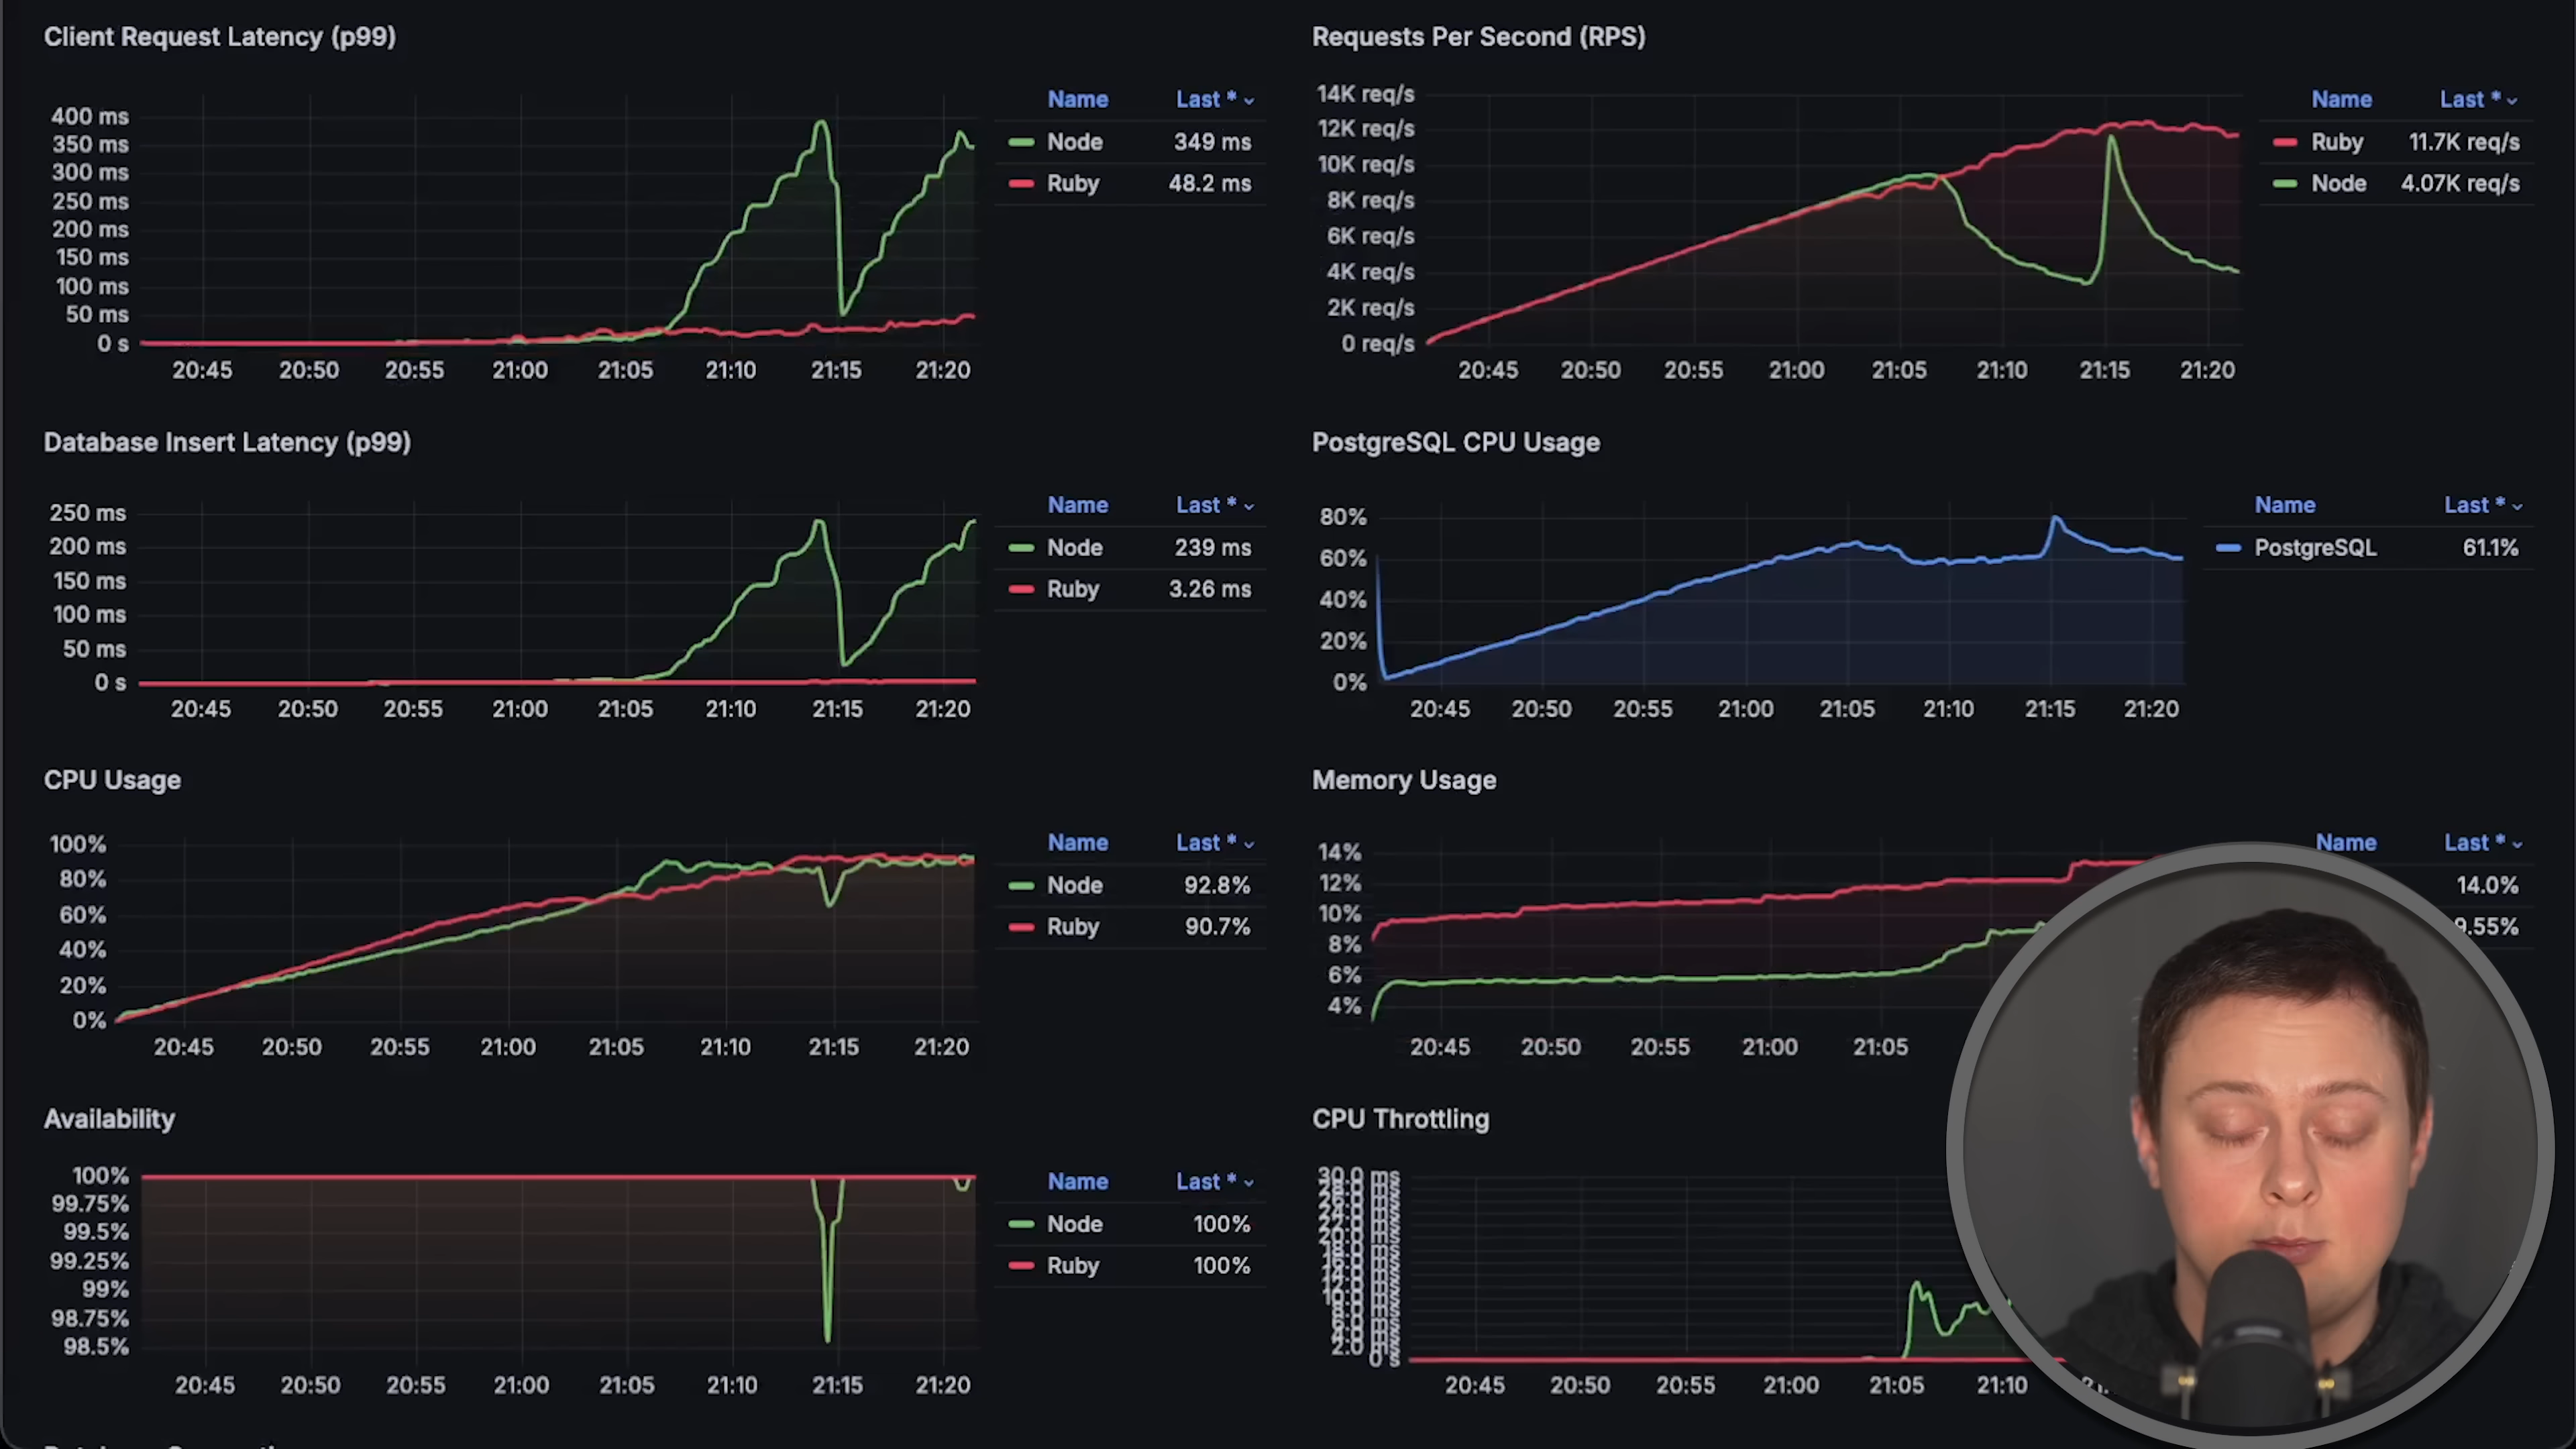 Client Request Latency (p99)
Name Last *
400 ms
350 ms
300 ms
250 ms
200 ms
150 ms
100 ms
50 ms
0 s
Node 349 ms
Ruby 48.2 ms
20:45 20:50 20:55 21:00 21:05 21:10 21:15 21:20
Requests Per Second (RPS)
Name Last *
14K req/s
12K req/s
10K req/s
8K req/s
6K req/s
4K req/s
2K req/s
0 req/s
Ruby 11.7K req/s
Node 4.07K req/s
20:45 20:50 20:55 21:00 21:05 21:10 21:15 21:20
Database Insert Latency (p99)
Name Last *
250 ms
200 ms
150 ms
100 ms
50 ms
0 s
Node 239 ms
Ruby 3.26 ms
20:45 20:50 20:55 21:00 21:05 21:10 21:15 21:20
PostgreSQL CPU Usage
Name Last *
80%
60%
40%
20%
0%
PostgreSQL 61.1%
20:45 20:50 20:55 21:00 21:05 21:10 21:15 21:20
CPU Usage
Name Last *
100%
80%
60%
40%
20%
0%
Node 92.8%
Ruby 90.7%
20:45 20:50 20:55 21:00 21:05 21:10 21:15 21:20
Memory Usage
Name Last *
14%
12%
10%
8%
6%
4%
14.0%
9.55%
20:45 20:50 20:55 21:00 21:05
Availability
Name Last *
100%
99.75%
99.5%
99.25%
99%
98.75%
98.5%
Node 100%
Ruby 100%
20:45 20:50 20:55 21:00 21:05 21:10 21:15 21:20
CPU Throttling
30.0 ms
2.0 ms
0 s
20:45 20:50 20:55 21:00 21:05 21:10